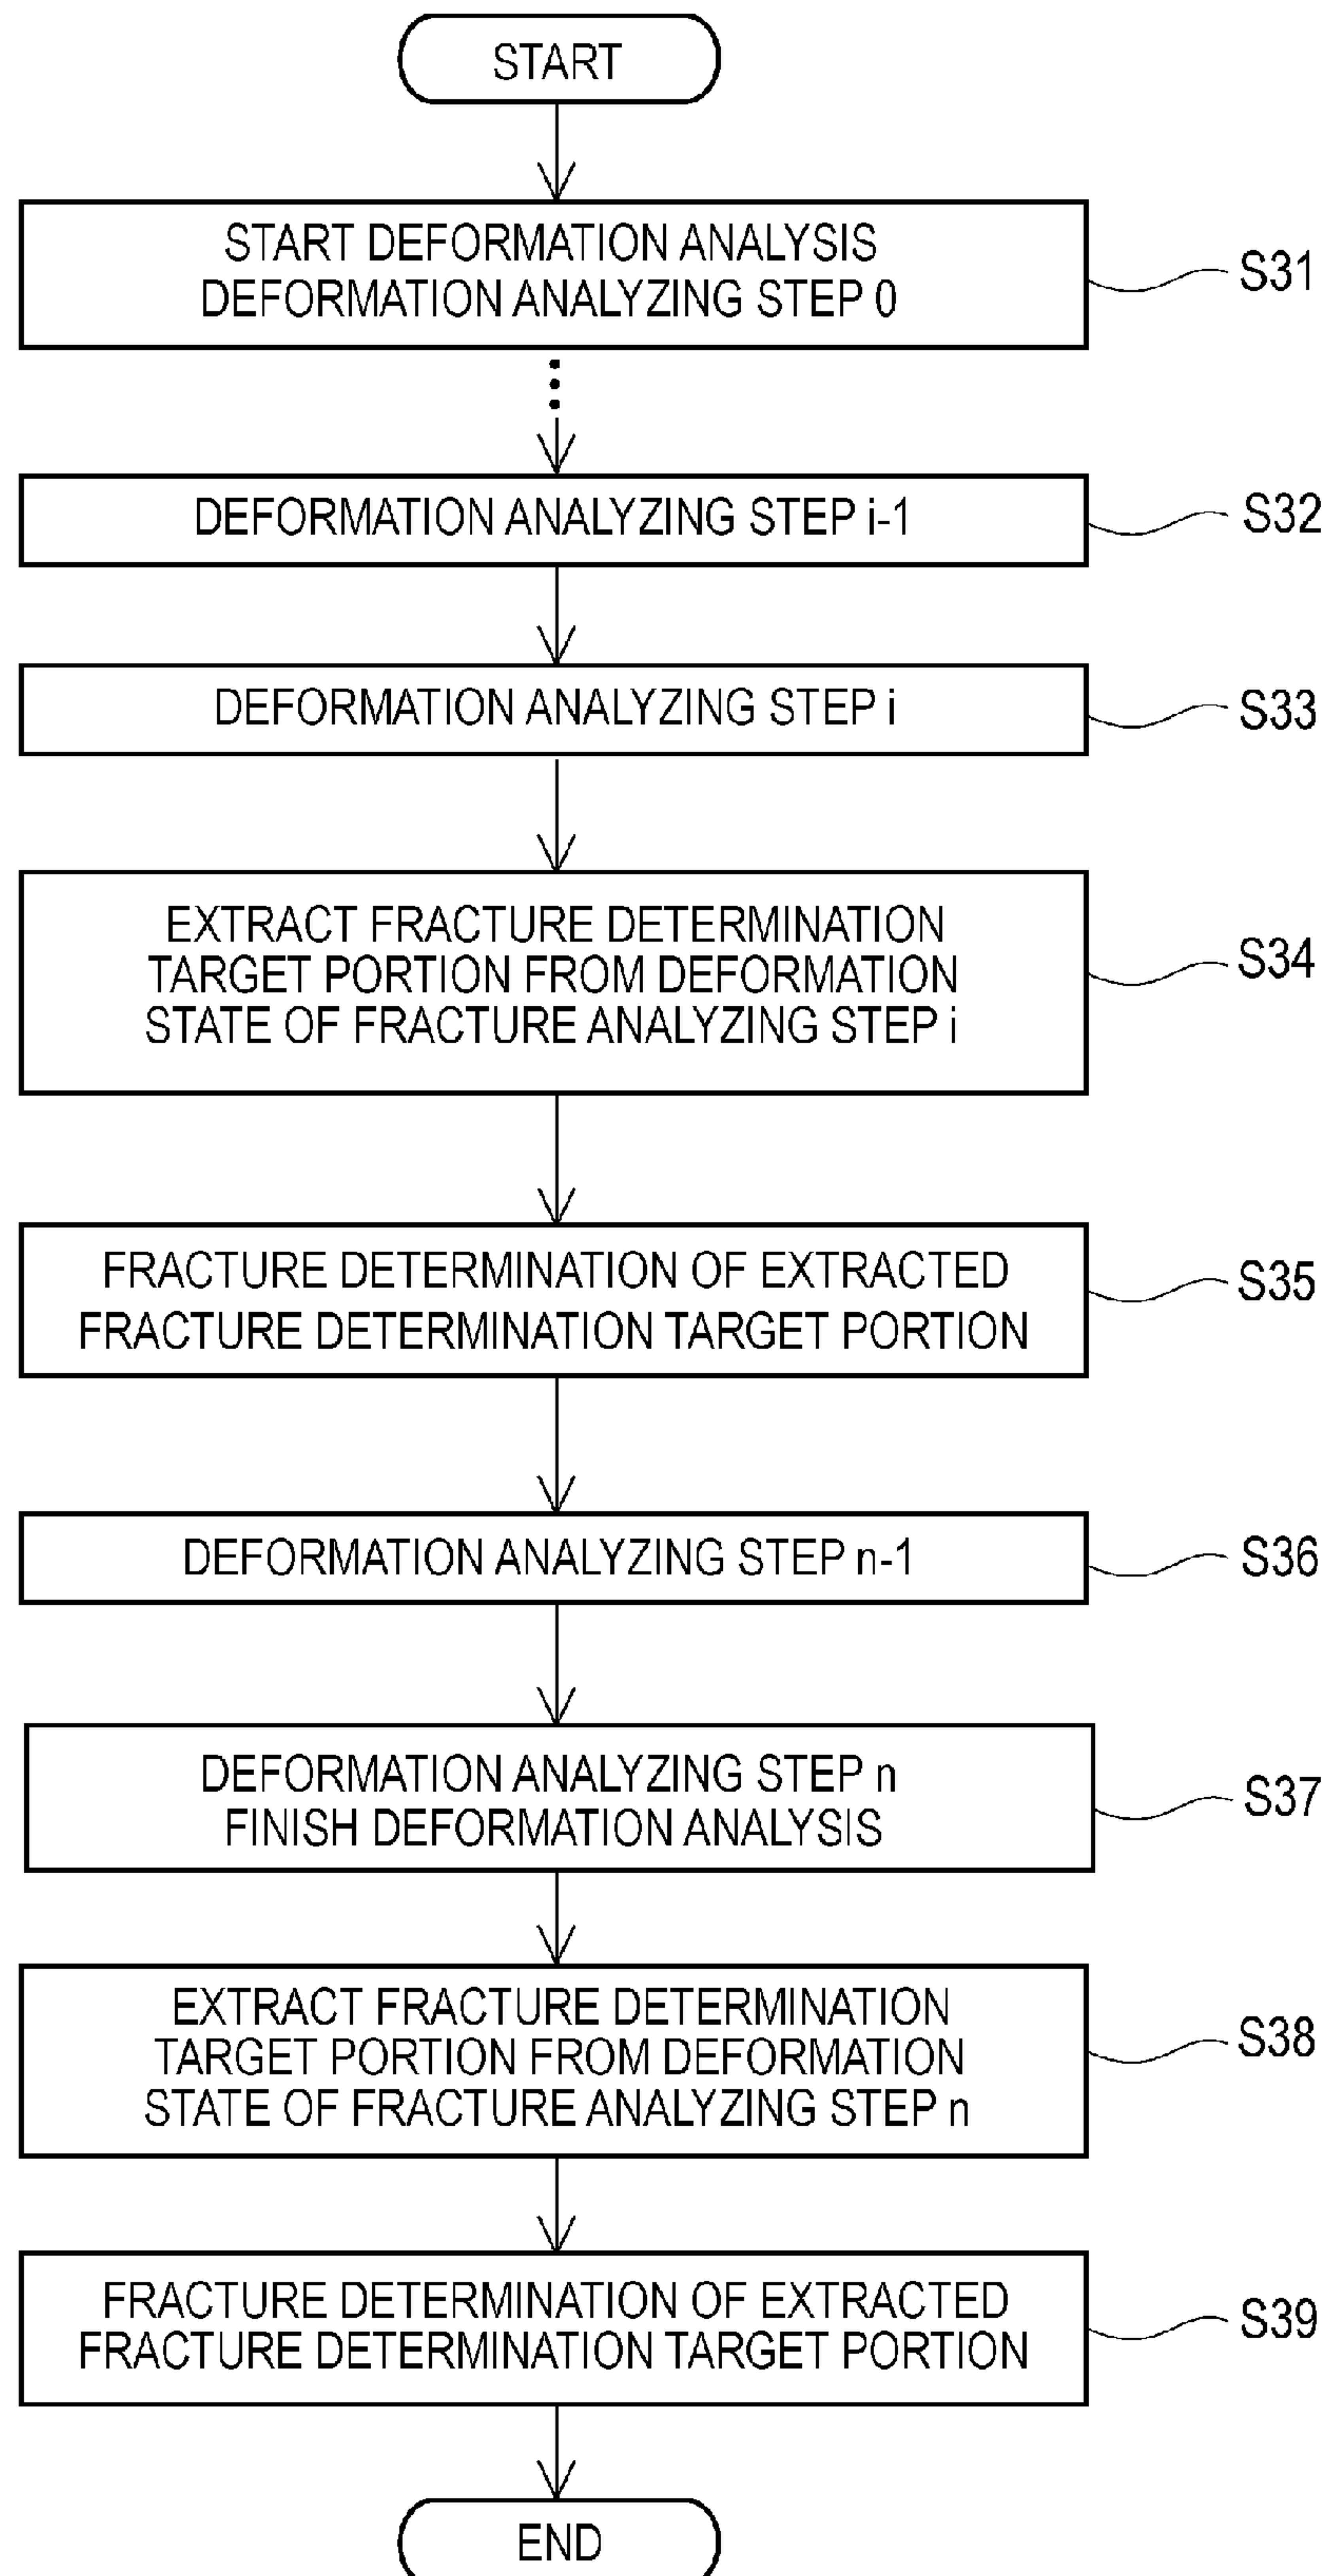 START
START DEFORMATION ANALYSIS
DEFORMATION ANALYZING STEP 0
S31
DEFORMATION ANALYZING STEP i-1
S32
DEFORMATION ANALYZING STEP i
S33
EXTRACT FRACTURE DETERMINATION
TARGET PORTION FROM DEFORMATION
STATE OF FRACTURE ANALYZING STEP i
S34
FRACTURE DETERMINATION OF EXTRACTED
FRACTURE DETERMINATION TARGET PORTION
S35
DEFORMATION ANALYZING STEP n-1
S36
DEFORMATION ANALYZING STEP n
FINISH DEFORMATION ANALYSIS
S37
EXTRACT FRACTURE DETERMINATION
TARGET PORTION FROM DEFORMATION
STATE OF FRACTURE ANALYZING STEP n
S38
FRACTURE DETERMINATION OF EXTRACTED
FRACTURE DETERMINATION TARGET PORTION
S39
END